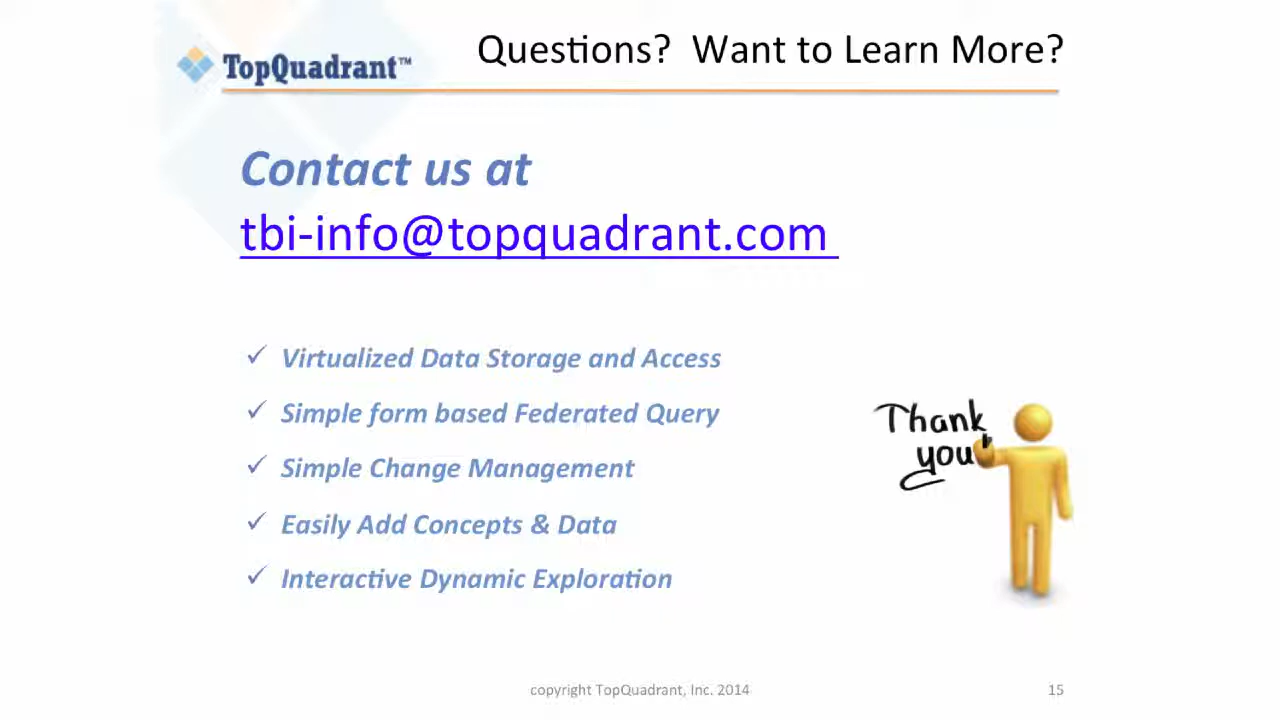 TopQuadrant™
Questions? Want to Learn More?
Contact us at
tbi-info@topquadrant.com
✓ Virtualized Data Storage and Access
✓ Simple form based Federated Query
✓ Simple Change Management
✓ Easily Add Concepts & Data
✓ Interactive Dynamic Exploration
Thank
you
copyright TopQuadrant, Inc. 2014
15